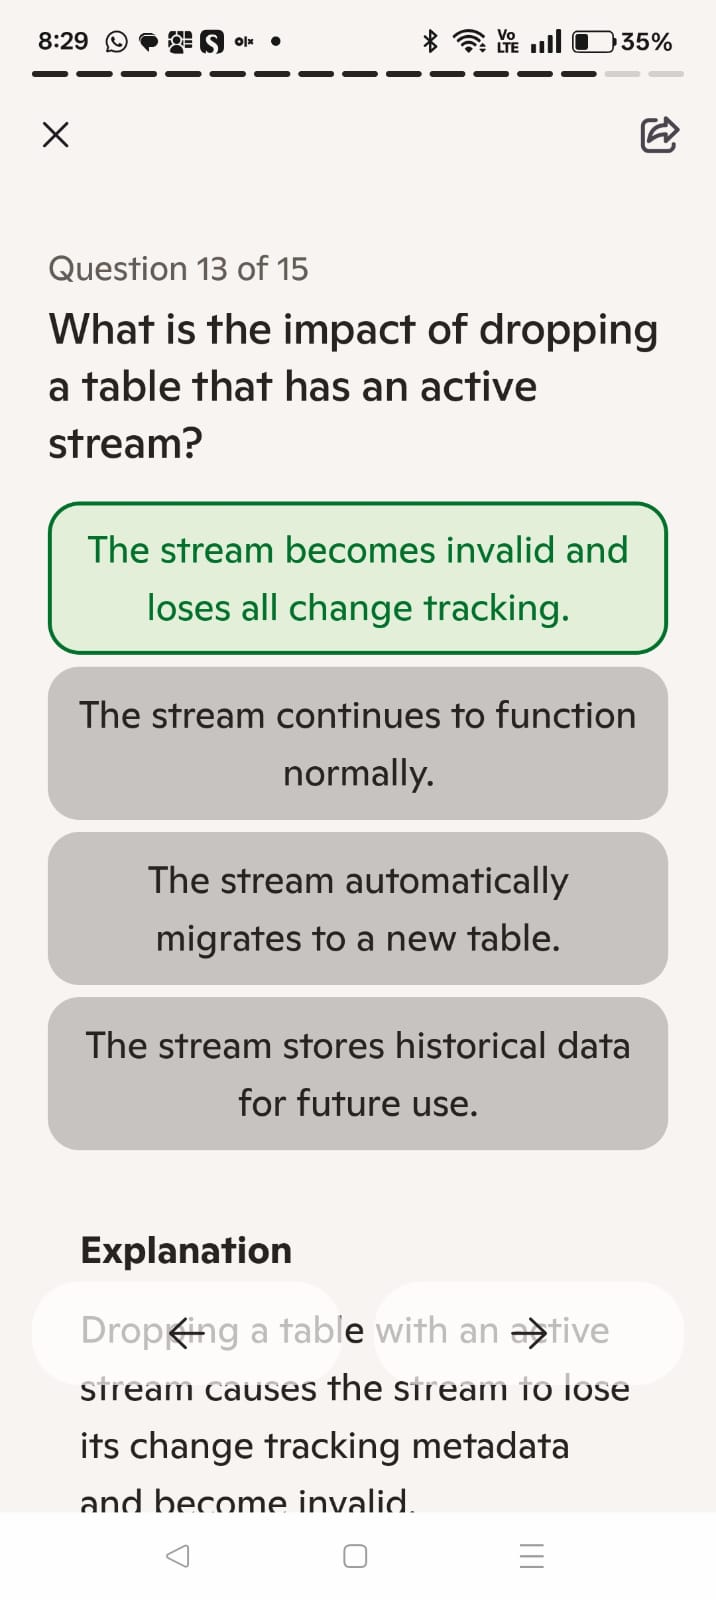 8:29
olx
Vo
LTE
35%
Question 13 of 15
What is the impact of dropping
a table that has an active
stream?
The stream becomes invalid and
loses all change tracking.
The stream continues to function
normally.
The stream automatically
migrates to a new table.
The stream stores historical data
for future use.
Explanation
Dropping a table with an active
stream causes the stream to lose
its change tracking metadata
and become invalid.